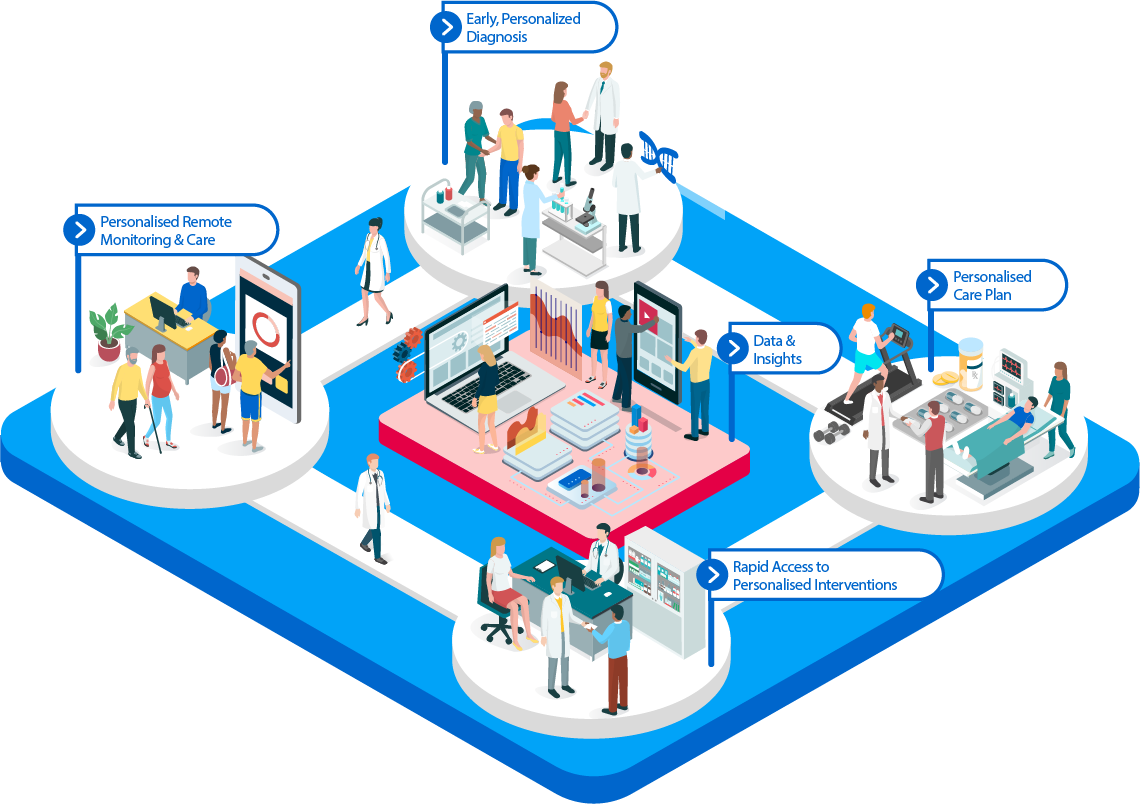 Early, Personalized
Diagnosis
Personalised Remote
Monitoring & Care
Personalised
Care Plan
Data &
Insights
Rapid Access to
Personalised Interventions